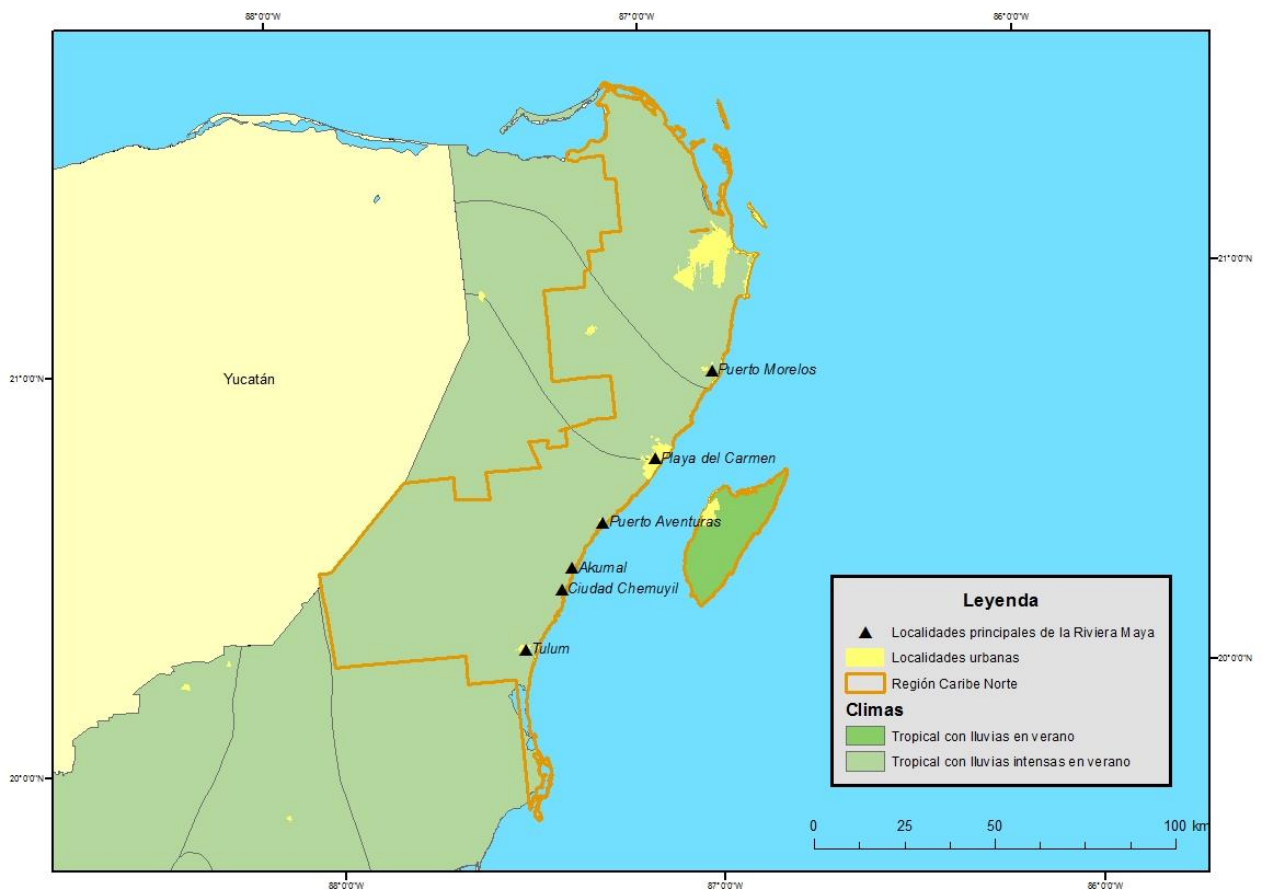 88°0'0"W
87°0'0"W
86°0'0"W
21°0'0"N
21°0'0"N
Yucatán
Puerto Morelos
Playa del Carmen
Puerto Aventuras
Akumal
Ciudad Chemuyil
Tulum
Leyenda
Localidades principales de la Riviera Maya
Localidades urbanas
Región Caribe Norte
Climas
Tropical con lluvias en verano
Tropical con lluvias intensas en verano
20°0'0"N
20°0'0"N
0 25 50 100 km
88°0'0"W
87°0'0"W
86°0'0"W